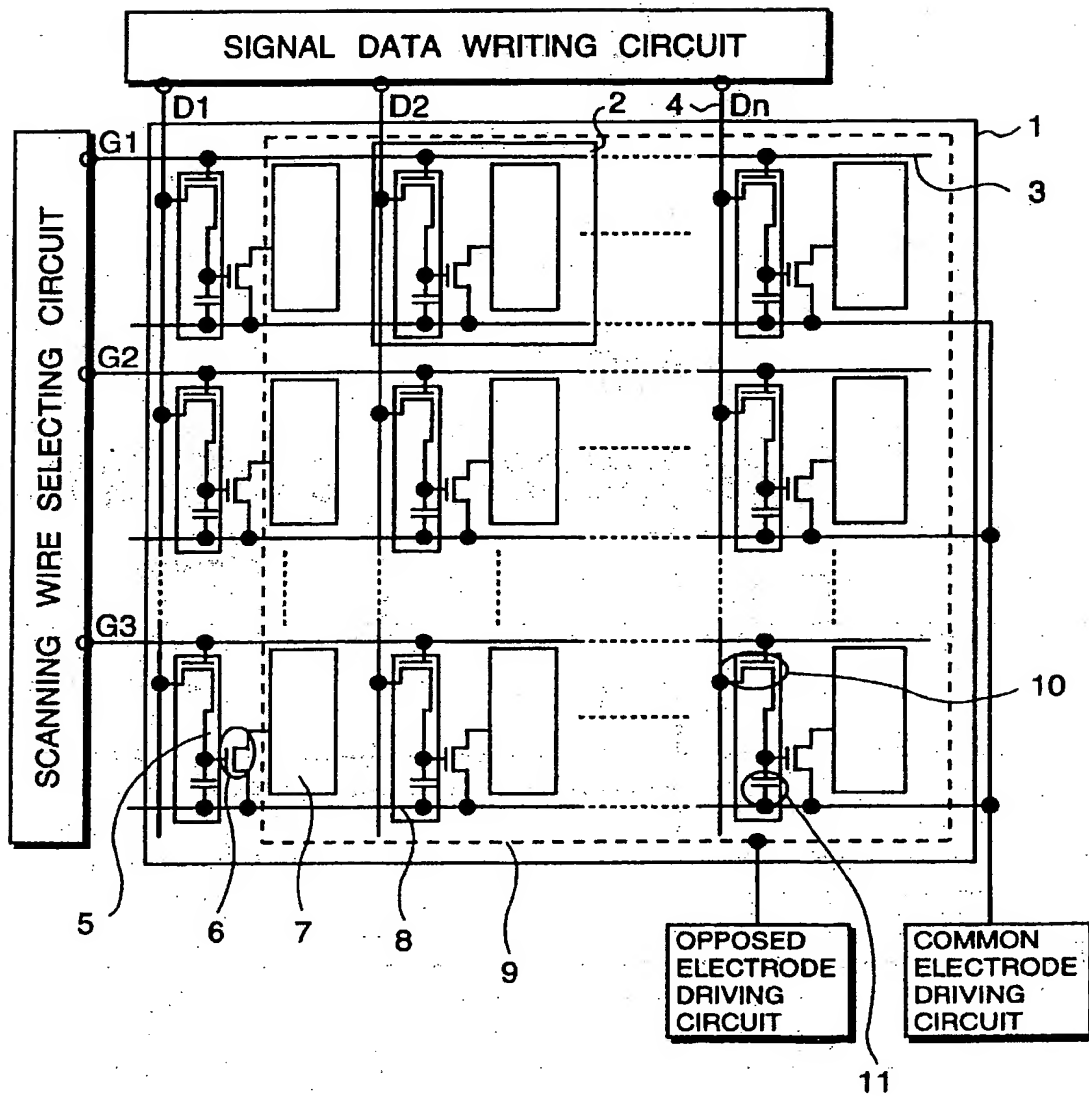 SIGNAL DATA WRITING CIRCUIT
D1
D2
4
Dn
2
1
G1
3
SCANNING WIRE SELECTING CIRCUIT
G2
G3
10
5
6
7
8
9
OPPOSED
ELECTRODE
DRIVING
CIRCUIT
COMMON
ELECTRODE
DRIVING
CIRCUIT
11